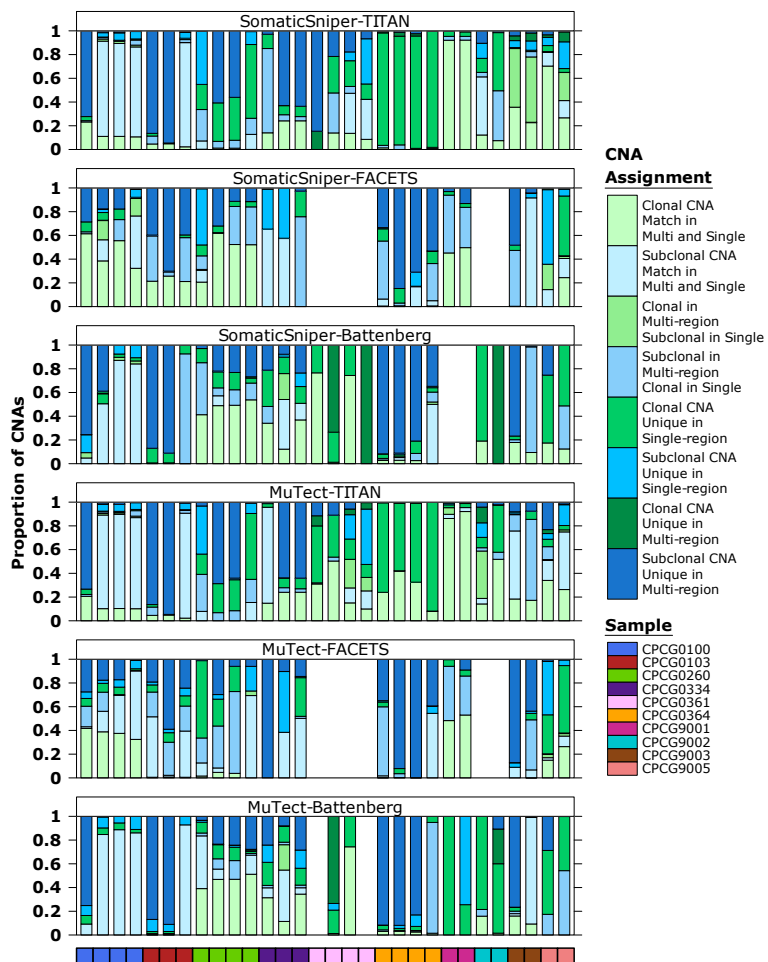 SomaticSniper-TITAN
1
0.8
0.6
0.4
0.2
0
SomaticSniper-FACETS
1
0.8
0.6
0.4
0.2
0
SomaticSniper-Battenberg
1
0.8
0.6
0.4
0.2
0
MuTect-TITAN
1
0.8
0.6
0.4
0.2
0
MuTect-FACETS
1
0.8
0.6
0.4
0.2
0
MuTect-Battenberg
1
0.8
0.6
0.4
0.2
0
Proportion of CNAs
CNA
Assignment
Clonal CNA
Match in
Multi and Single
Subclonal CNA
Match in
Multi and Single
Clonal in
Multi-region
Subclonal in Single
Subclonal in
Multi-region
Clonal in Single
Clonal CNA
Unique in
Single-region
Subclonal CNA
Unique in
Single-region
Clonal CNA
Unique in
Multi-region
Subclonal CNA
Unique in
Multi-region
Sample
CPCG0100
CPCG0103
CPCG0260
CPCG0334
CPCG0361
CPCG0364
CPCG9001
CPCG9002
CPCG9003
CPCG9005